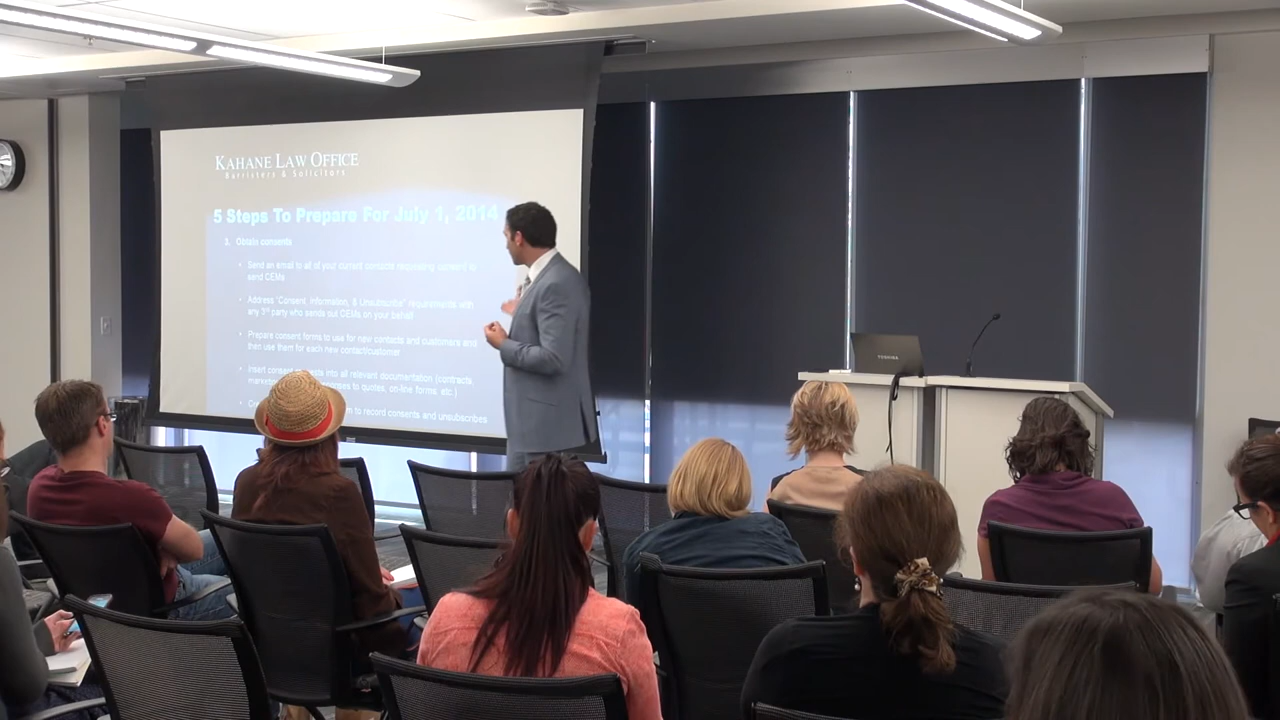 KAHANE LAW OFFICE
Barristers & Solicitors
5 Steps To Prepare For July 1, 2014
3. Obtain consents
• Send an email to all of your current contacts requesting consent to
send CEMs
• Address "Consent, Information, & Unsubscribe" requirements with
any 3rd party who sends out CEMs on your behalf
• Prepare consent forms to use for new contacts and customers and
then use them for each new contact/customer
• Insert consent into all relevant documentation (contracts,
to quotes, on-line forms, etc.)
• to record consents and unsubscribes
TOSHIBA